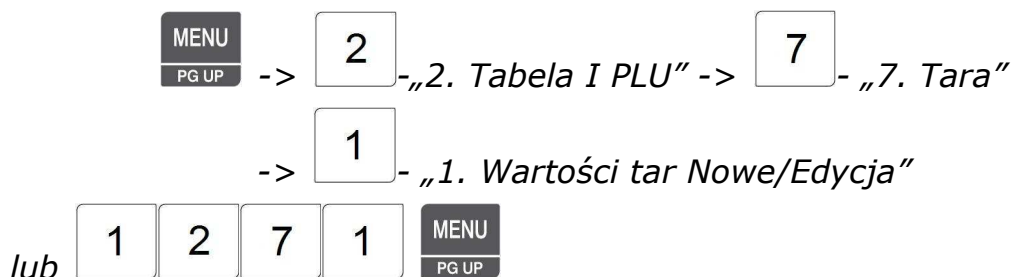 MENU PG UP -> 2 -„2. Tabela I PLU” -> 7 - „7. Tara”
-> 1 - „1. Wartości tar Nowe/Edycja”
lub 1 2 7 1 MENU PG UP